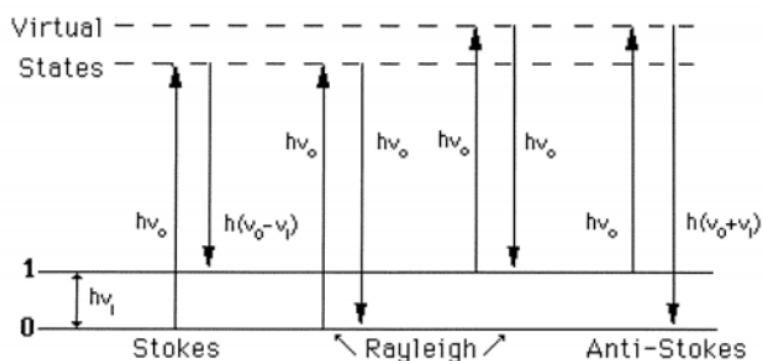 Virtual
States
hν₀ hν₀ hν₀ hν₀
hν₀ h(ν₀-ν₁) hν₀ h(ν₀+ν₁)
1
hν₁
0
Stokes Rayleigh Anti-Stokes